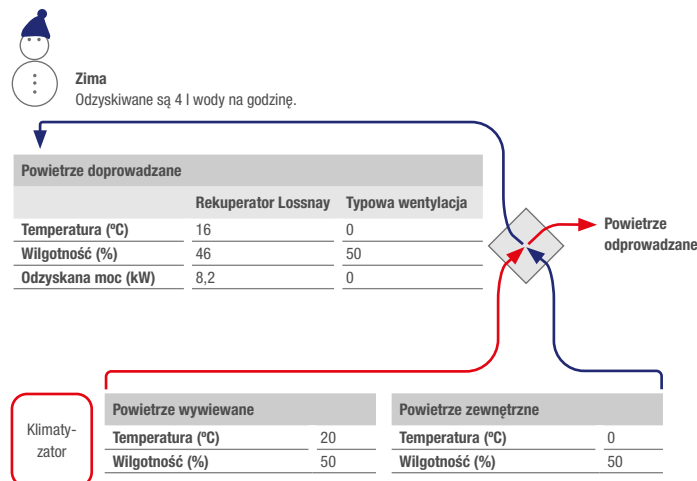 Zima
Odzyskiwane są 4 l wody na godzinę.
Powietrze doprowadzane
Rekuperator Lossnay Typowa wentylacja
Temperatura (ºC) 16 0
Wilgotność (%) 46 50
Odzyskana moc (kW) 8,2 0
Powietrze
odprowadzane
Klimaty-
zator
Powietrze wywiewane
Temperatura (ºC) 20
Wilgotność (%) 50
Powietrze zewnętrzne
Temperatura (ºC) 0
Wilgotność (%) 50